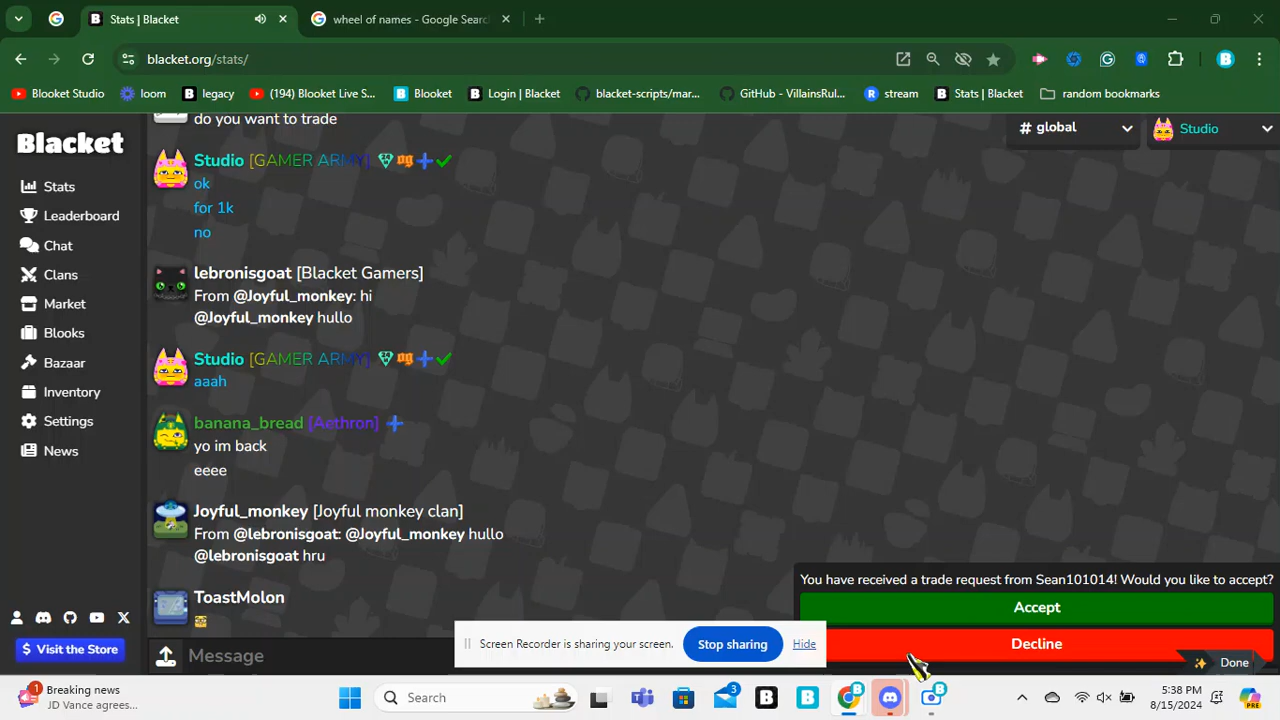 Stats | Blacket
wheel of names - Google Searc
blacket.org/stats/
Blooket Studio
loom
legacy
(194) Blooket Live S...
Blooket
Login | Blacket
blacket-scripts/mar...
GitHub - VillainsRul...
stream
Stats | Blacket
random bookmarks
Blacket
Stats
Leaderboard
Chat
Clans
Market
Blooks
Bazaar
Inventory
Settings
News
$ Visit the Store
# global
Studio
do you want to trade
Studio [GAMER ARMY] og
ok
for 1k
no
lebronisgoat [Blacket Gamers]
From @Joyful_monkey: hi
@Joyful_monkey hullo
Studio [GAMER ARMY] og
aaah
banana_bread [Aethron]
yo im back
eeee
Joyful_monkey [Joyful monkey clan]
From @lebronisgoat: @Joyful_monkey hullo
@lebronisgoat hru
ToastMolon
Message
You have received a trade request from Sean101014! Would you like to accept?
Accept
Decline
Screen Recorder is sharing your screen.
Stop sharing
Hide
Done
1
Breaking news
JD Vance agrees...
Search
3
5:38 PM
8/15/2024
PRE